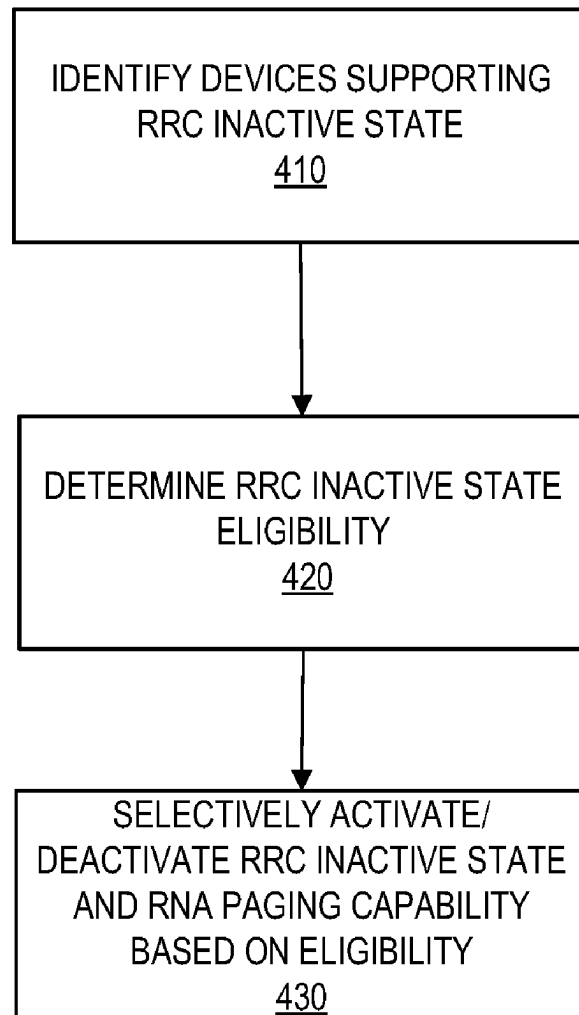 IDENTIFY DEVICES SUPPORTING
RRC INACTIVE STATE
410
DETERMINE RRC INACTIVE STATE
ELIGIBILITY
420
SELECTIVELY ACTIVATE/
DEACTIVATE RRC INACTIVE STATE
AND RNA PAGING CAPABILITY
BASED ON ELIGIBILITY
430